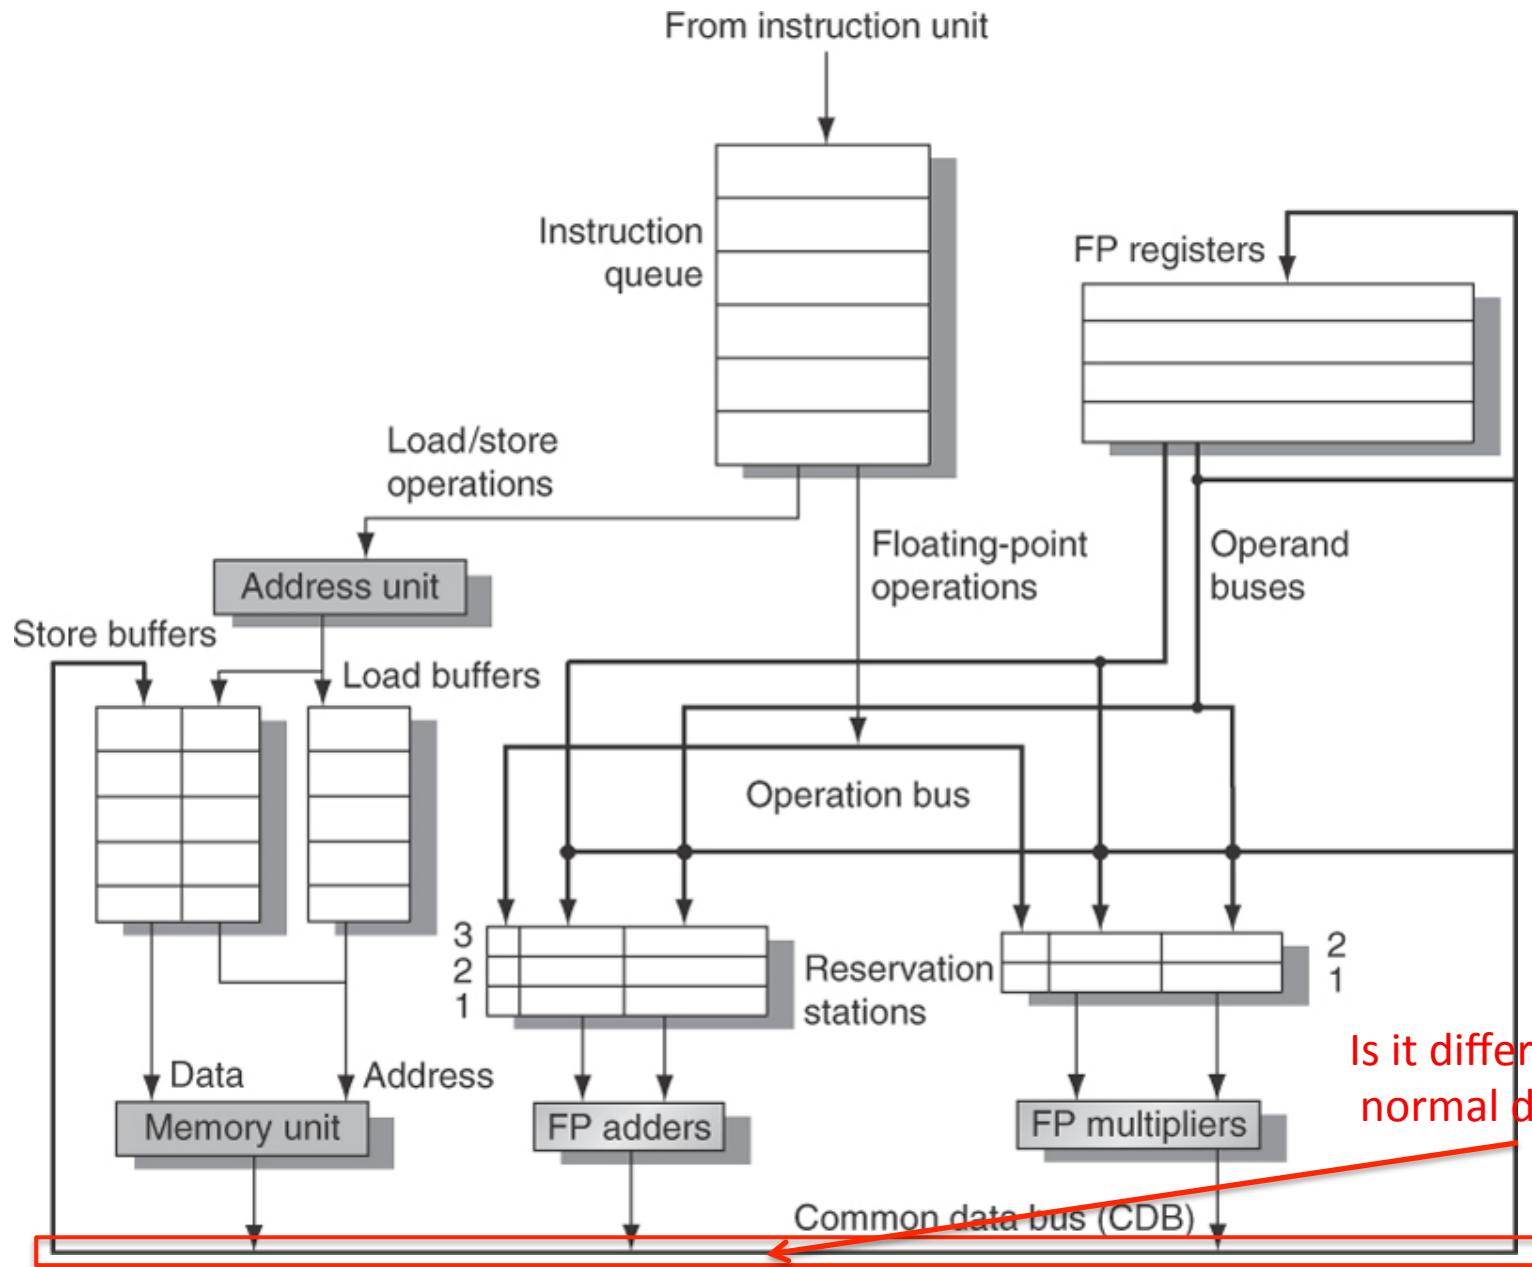 From instruction unit
Instruction
queue
FP registers
Load/store
operations
Floating-point
operations
Operand
buses
Address unit
Store buffers
Load buffers
Operation bus
3
2
1
Reservation
stations
2
1
Is it differ
normal d
Data
Address
Memory unit
FP adders
FP multipliers
Common data bus (CDB)